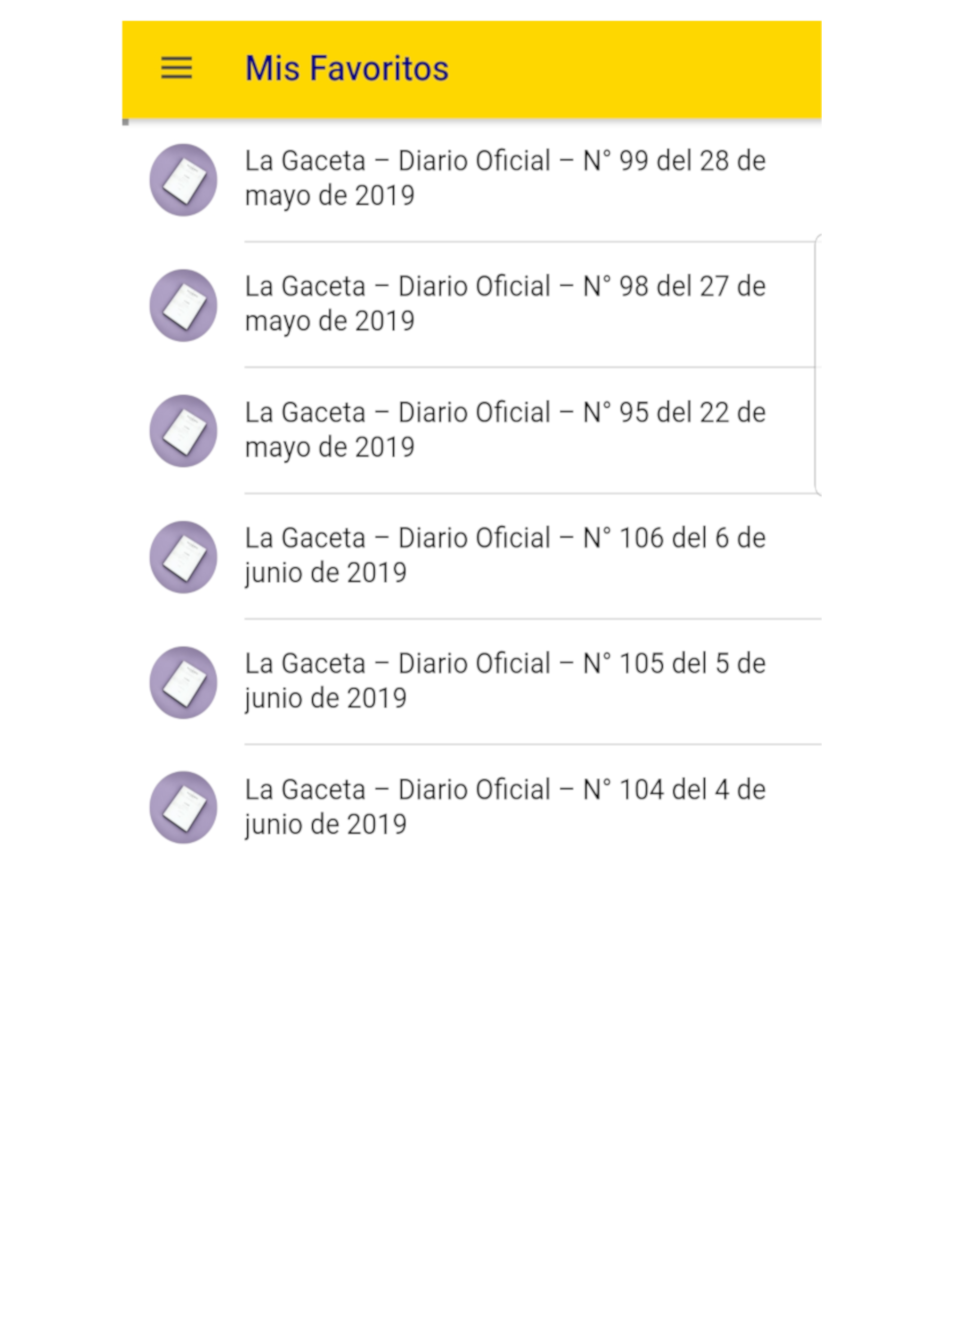 Mis Favoritos
La Gaceta – Diario Oficial – N° 99 del 28 de
mayo de 2019
La Gaceta – Diario Oficial – N° 98 del 27 de
mayo de 2019
La Gaceta – Diario Oficial – N° 95 del 22 de
mayo de 2019
La Gaceta – Diario Oficial – N° 106 del 6 de
junio de 2019
La Gaceta – Diario Oficial – N° 105 del 5 de
junio de 2019
La Gaceta – Diario Oficial – N° 104 del 4 de
junio de 2019